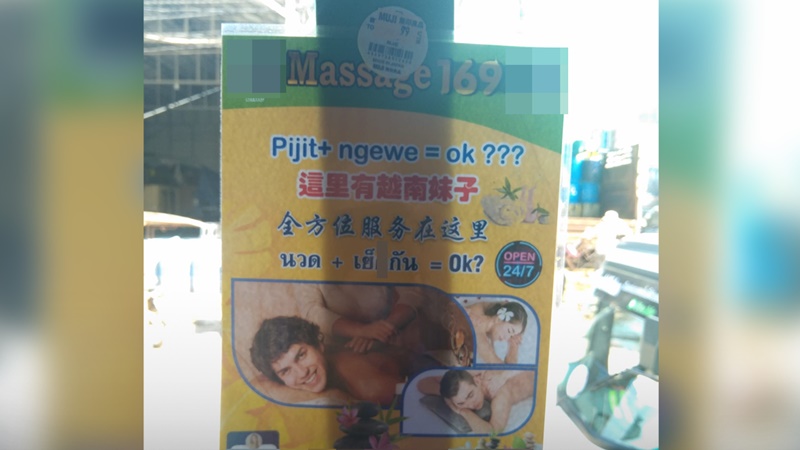 Massage 169
Pijit+ ngewe = ok ???
這里有越南妹子
全方位服务在这里
นวด + เย็ กัน = Ok?
OPEN
24/7